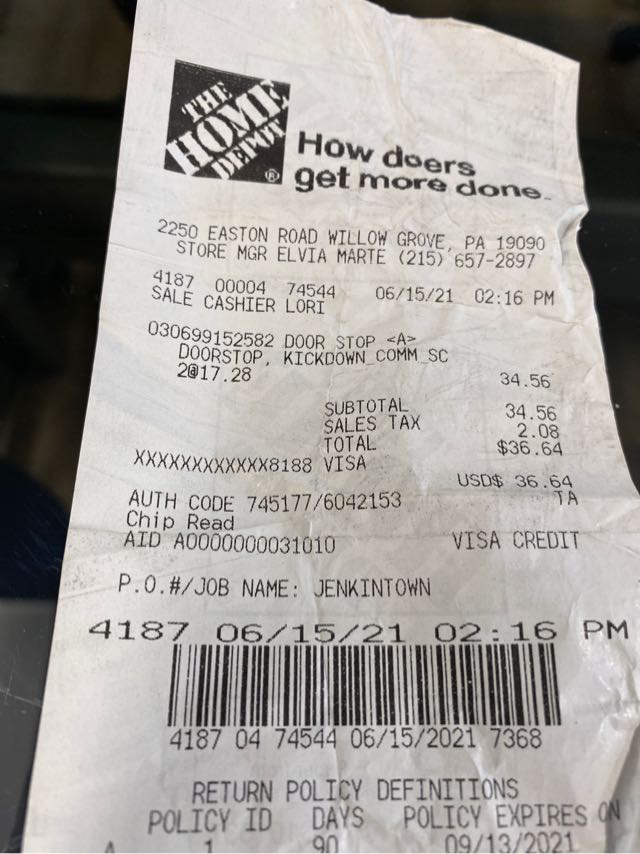 THE
HOME
DEPOT
®
How doers
get more done.
2250 EASTON ROAD WILLOW GROVE, PA 19090
STORE MGR ELVIA MARTE (215) 657-2897
4187 00004 74544 06/15/21 02:16 PM
SALE CASHIER LORI
030699152582 DOOR STOP <A>
DOORSTOP, KICKDOWN_COMM_SC
2@17.28 34.56
SUBTOTAL 34.56
SALES TAX 2.08
TOTAL $36.64
XXXXXXXXXXXX8188 VISA
USD$ 36.64
AUTH CODE 745177/6042153 TA
Chip Read
AID A0000000031010 VISA CREDIT
P.O.#/JOB NAME: JENKINTOWN
4187 06/15/21 02:16 PM
4187 04 74544 06/15/2021 7368
RETURN POLICY DEFINITIONS
POLICY ID DAYS POLICY EXPIRES ON
A 1 90 09/13/2021